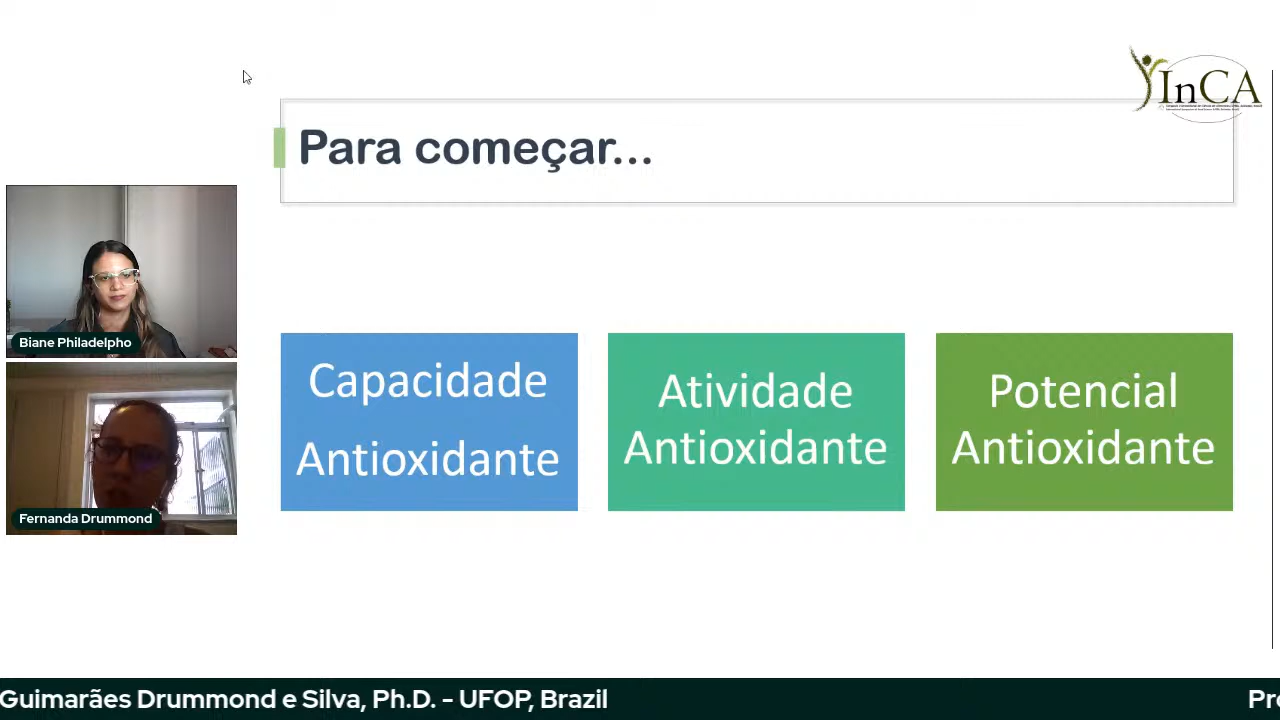 InCA
Para começar...
Biane Philadelpho
Fernanda Drummond
Capacidade
Antioxidante
Atividade
Antioxidante
Potencial
Antioxidante
Guimarães Drummond e Silva, Ph.D. - UFOP, Brazil